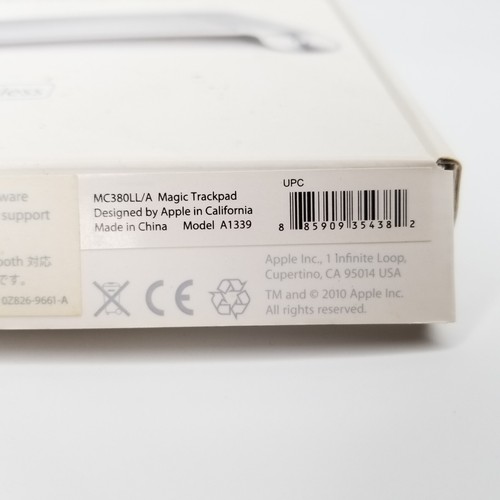 ware
support
ooth 対応
です。
0Z826-9661-A
MC380LL/A Magic Trackpad
Designed by Apple in California
Made in China Model A1339
UPC
8 85909 35438 2
Apple Inc., 1 Infinite Loop,
Cupertino, CA 95014 USA
TM and © 2010 Apple Inc.
All rights reserved.
CE